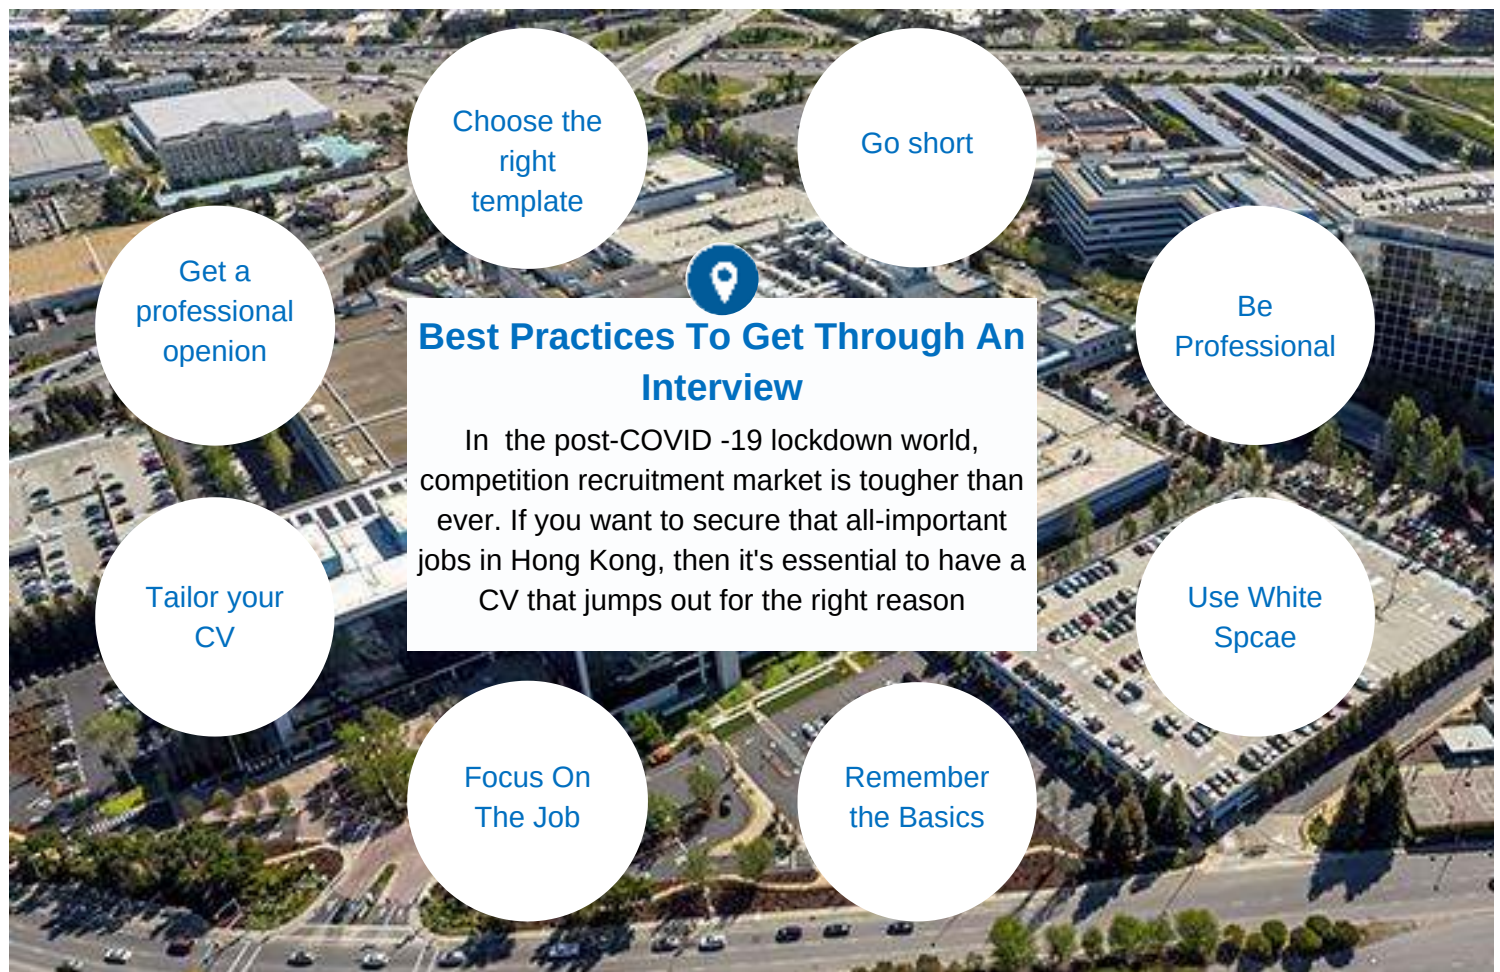 Choose the
right
template
Go short
Get a
professional
openion
Be
Professional
Best Practices To Get Through An
Interview
In  the post-COVID -19 lockdown world,
competition recruitment market is tougher than
ever. If you want to secure that all-important
jobs in Hong Kong, then it's essential to have a
CV that jumps out for the right reason
Tailor your
CV
Use White
Spcae
Focus On
The Job
Remember
the Basics